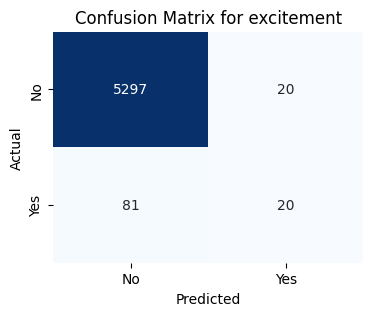 Confusion Matrix for excitement
Actual
No
5297 20
Yes
81 20
No Yes
Predicted